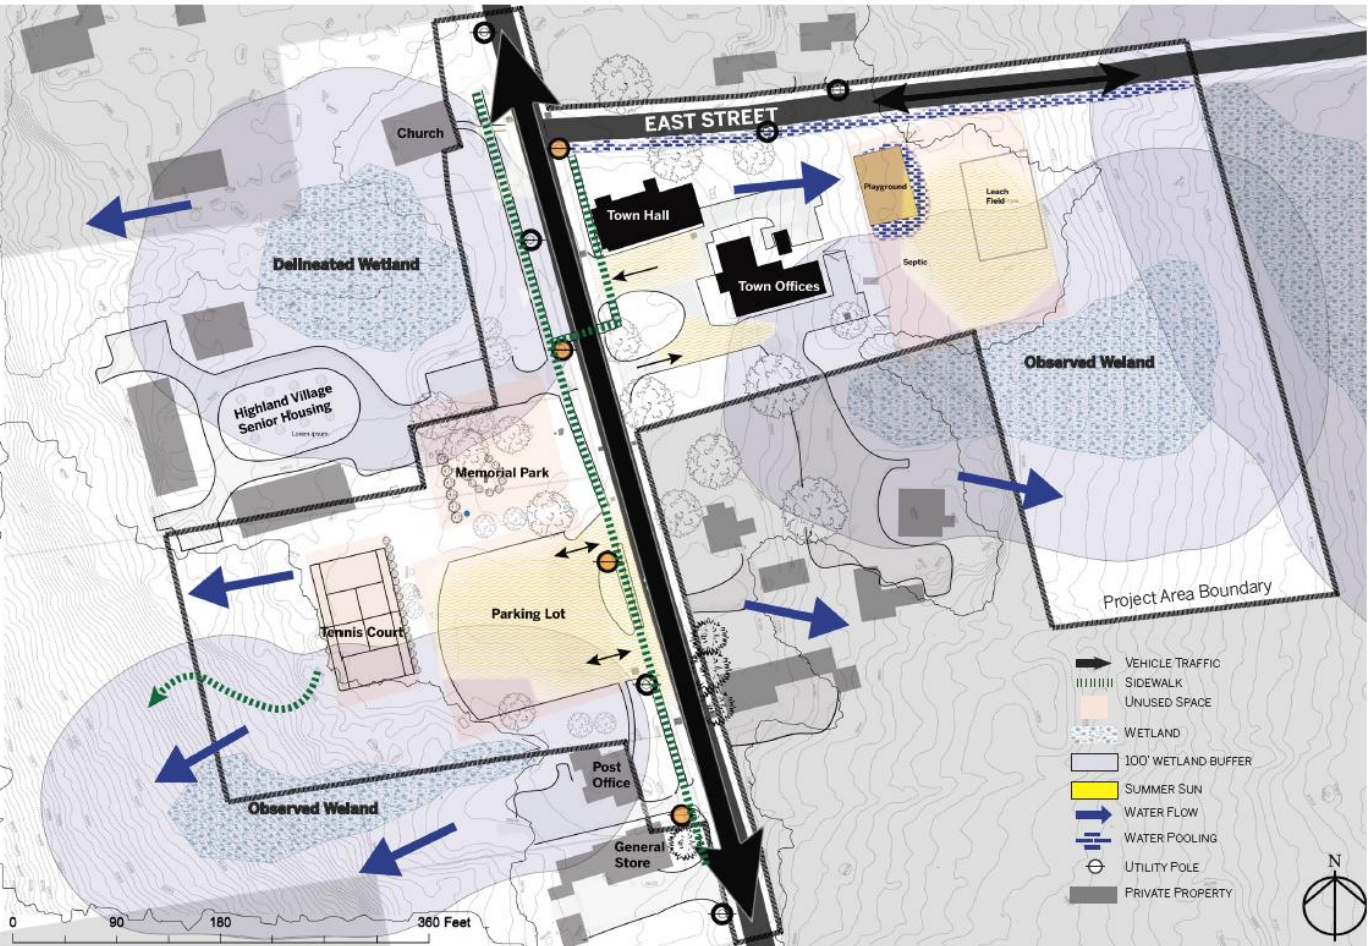 EAST STREET
Church
Playground
Leach
Field
Town Hall
Delineated Wetland
Septic
Town Offices
Observed Weland
Highland Village
Senior Housing
Lorem ipsum
Memorial Park
Parking Lot
Project Area Boundary
Tennis Court
Post
Office
Observed Weland
General
Store
VEHICLE TRAFFIC
SIDEWALK
UNUSED SPACE
WETLAND
100' WETLAND BUFFER
SUMMER SUN
WATER FLOW
WATER POOLING
UTILITY POLE
PRIVATE PROPERTY
N
0 90 180 360 Feet